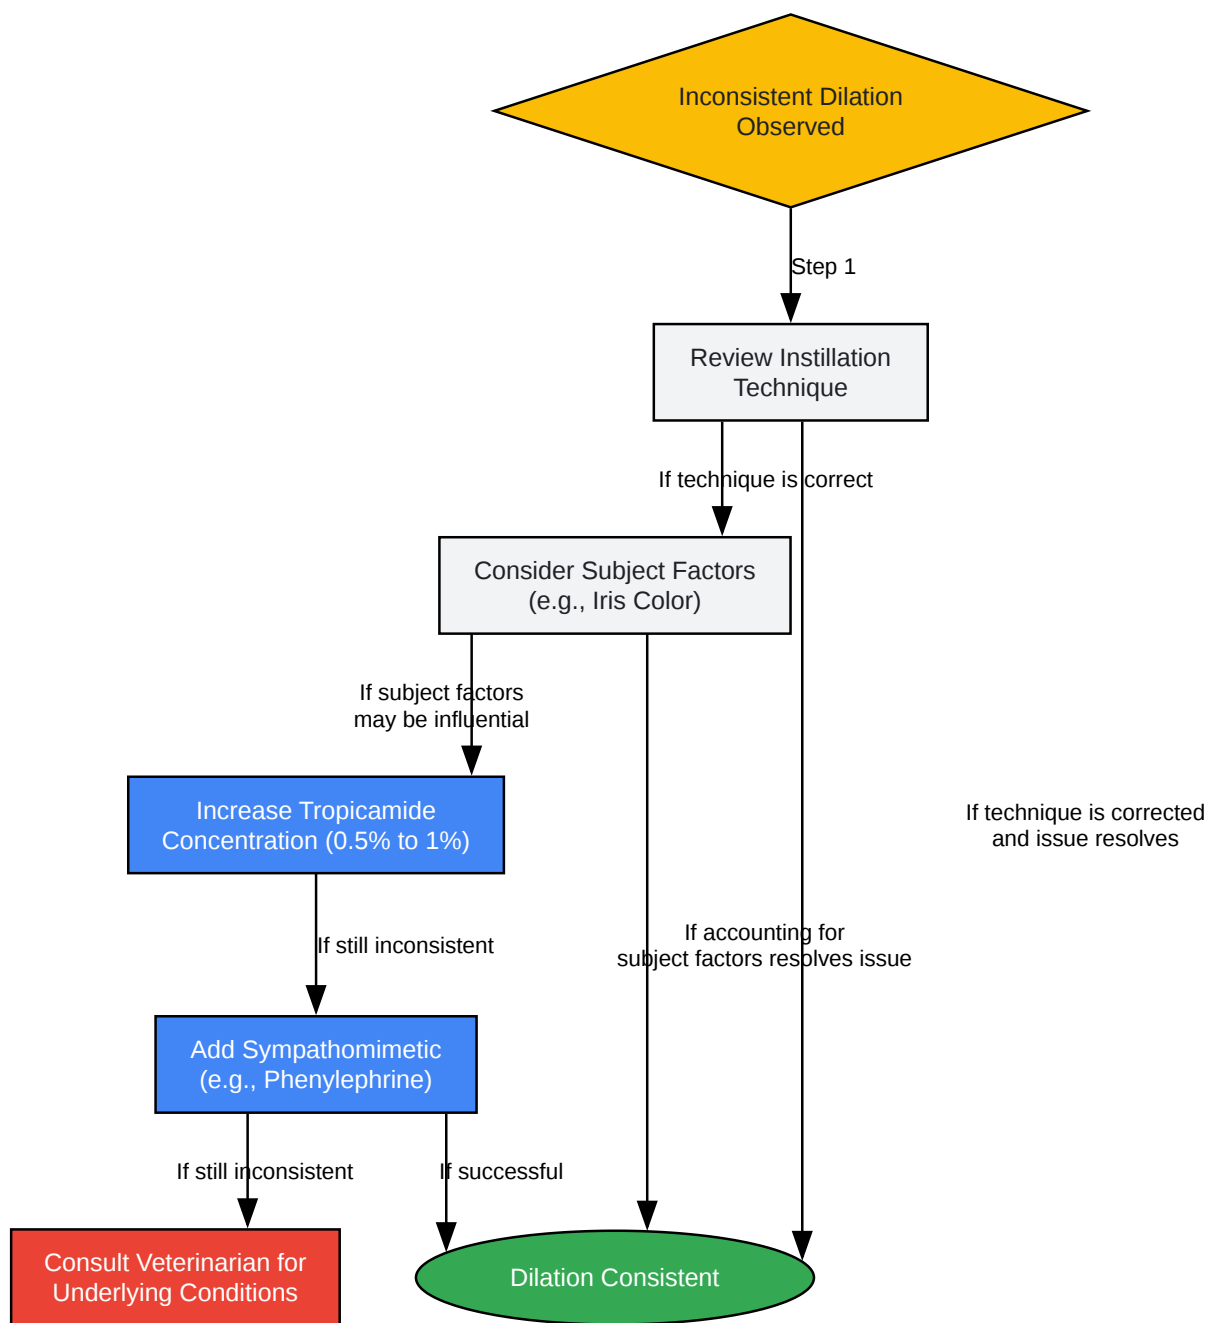 Inconsistent Dilation
Observed
Step 1
Review Instillation
Technique
If technique is correct
Consider Subject Factors
(e.g., Iris Color)
If subject factors
may be influential
Increase Tropicamide
Concentration (0.5% to 1%)
If technique is corrected
and issue resolves
If still inconsistent
If accounting for
subject factors resolves issue
Add Sympathomimetic
(e.g., Phenylephrine)
If still inconsistent
If successful
Consult Veterinarian for
Underlying Conditions
Dilation Consistent